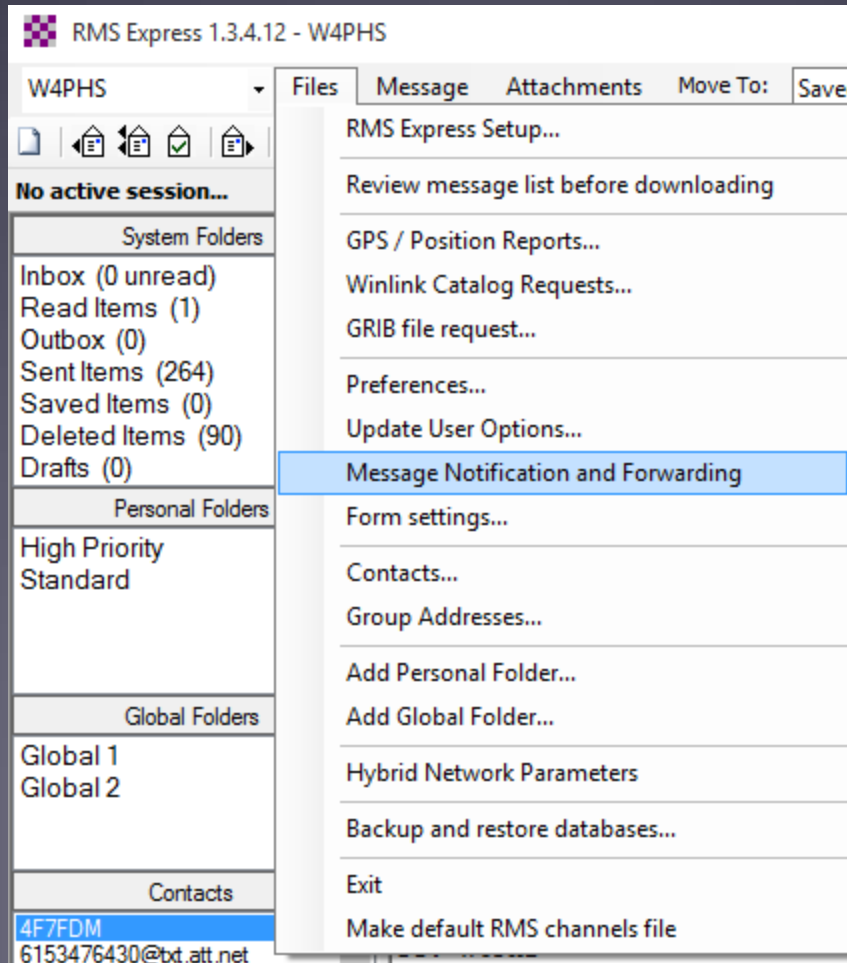 RMS Express 1.3.4.12 - W4PHS
W4PHS Files Message Attachments Move To: Save
No active session...
System Folders
Inbox (0 unread)
Read Items (1)
Outbox (0)
Sent Items (264)
Saved Items (0)
Deleted Items (90)
Drafts (0)
Personal Folders
High Priority
Standard
Global Folders
Global 1
Global 2
Contacts
4F7FDM
6153476430@txt.att.net
RMS Express Setup...
Review message list before downloading
GPS / Position Reports...
Winlink Catalog Requests...
GRIB file request...
Preferences...
Update User Options...
Message Notification and Forwarding
Form settings...
Contacts...
Group Addresses...
Add Personal Folder...
Add Global Folder...
Hybrid Network Parameters
Backup and restore databases...
Exit
Make default RMS channels file